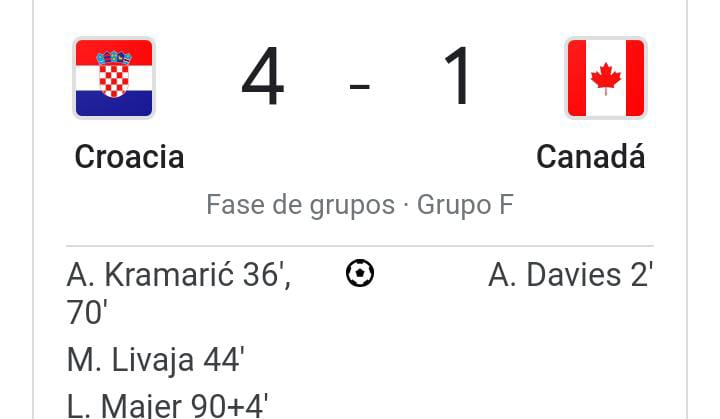 4 - 1
Croacia
Canadá
Fase de grupos · Grupo F
A. Kramarić 36',
70'
A. Davies 2'
M. Livaja 44'
L. Majer 90+4'